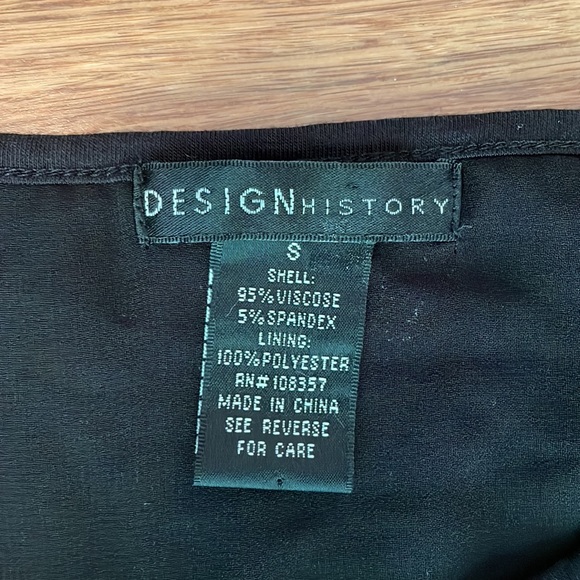 DESIGNHISTORY
S
SHELL:
95%VISCOSE
5%SPANDEX
LINING:
100%POLYESTER
RN#108357
MADE IN CHINA
SEE REVERSE
FOR CARE